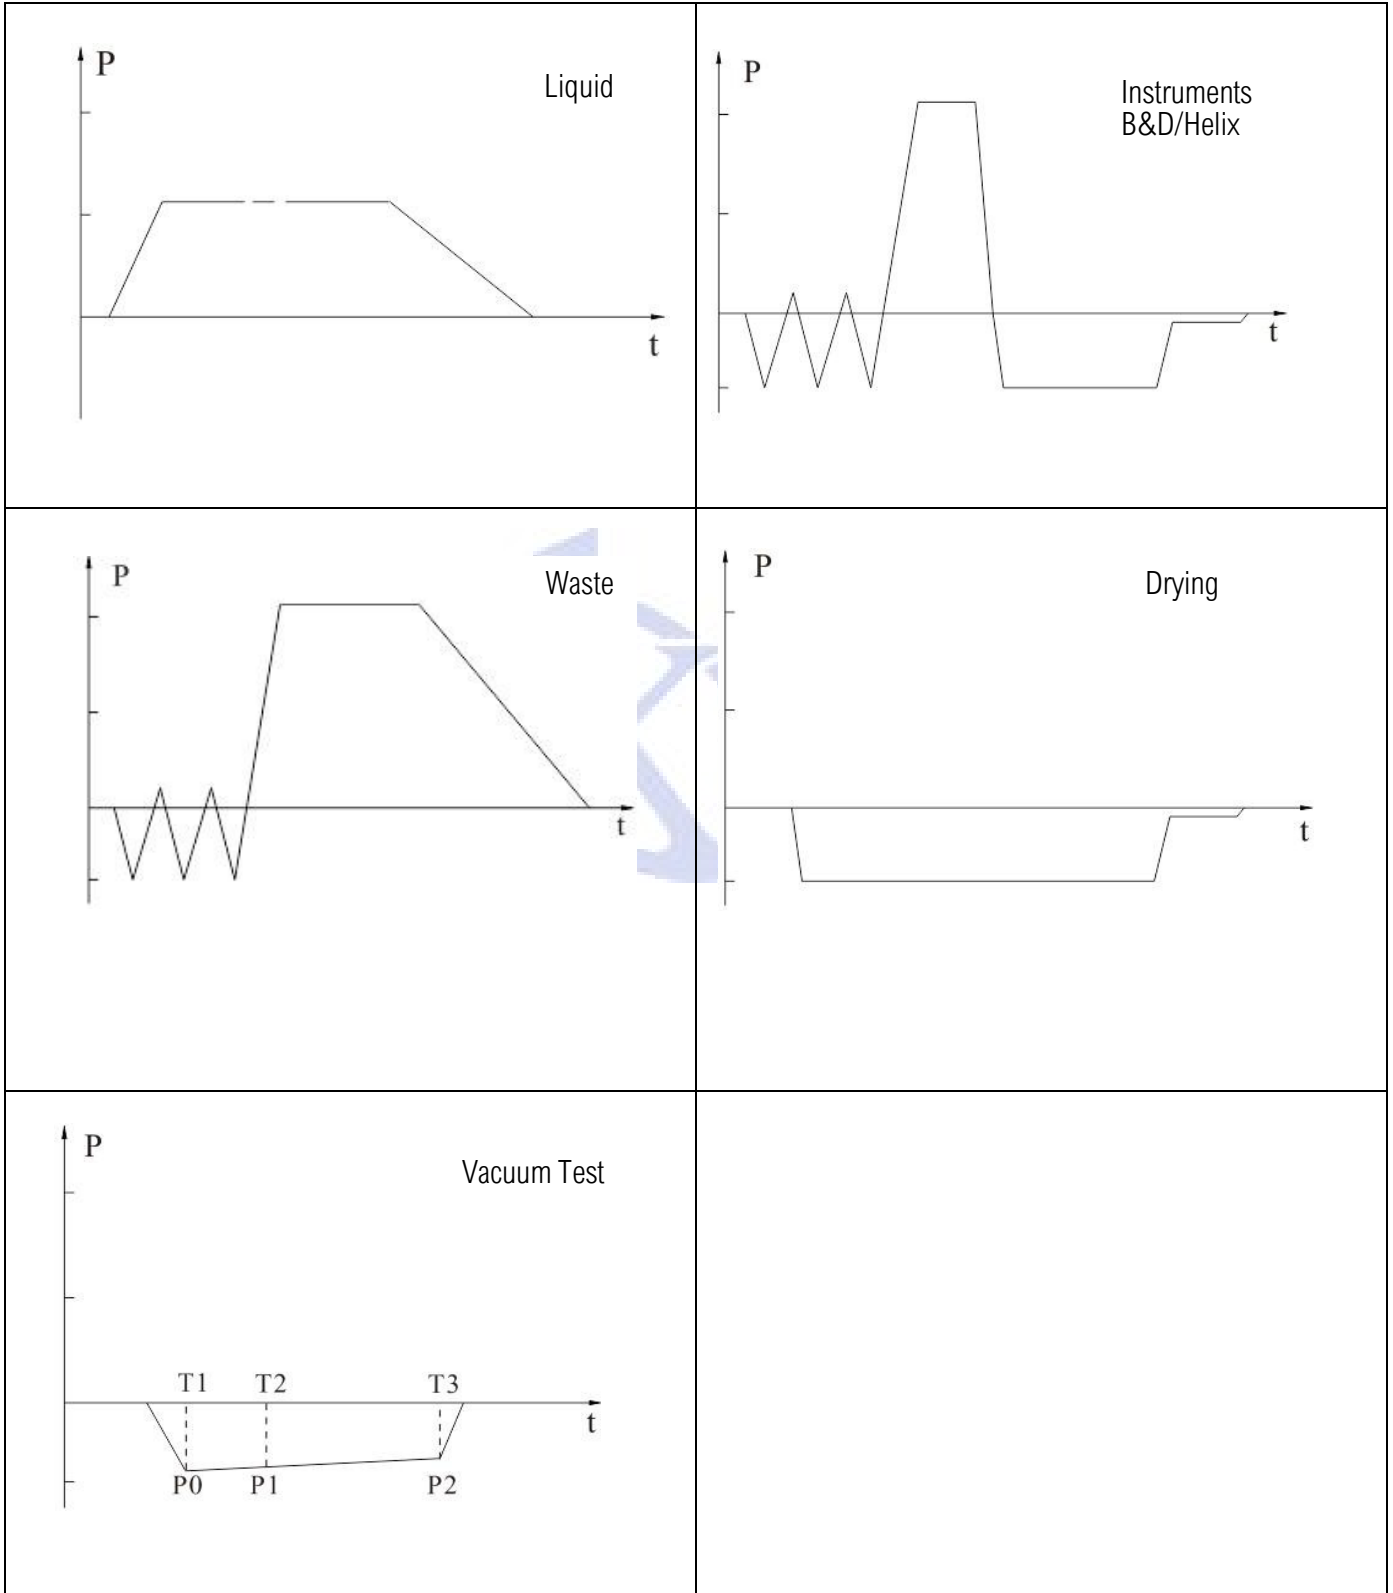 P
Liquid
t
P
Instruments
B&D/Helix
t
P
Waste
t
P
Drying
t
P
Vacuum Test
T1 T2 T3
t
P0 P1 P2